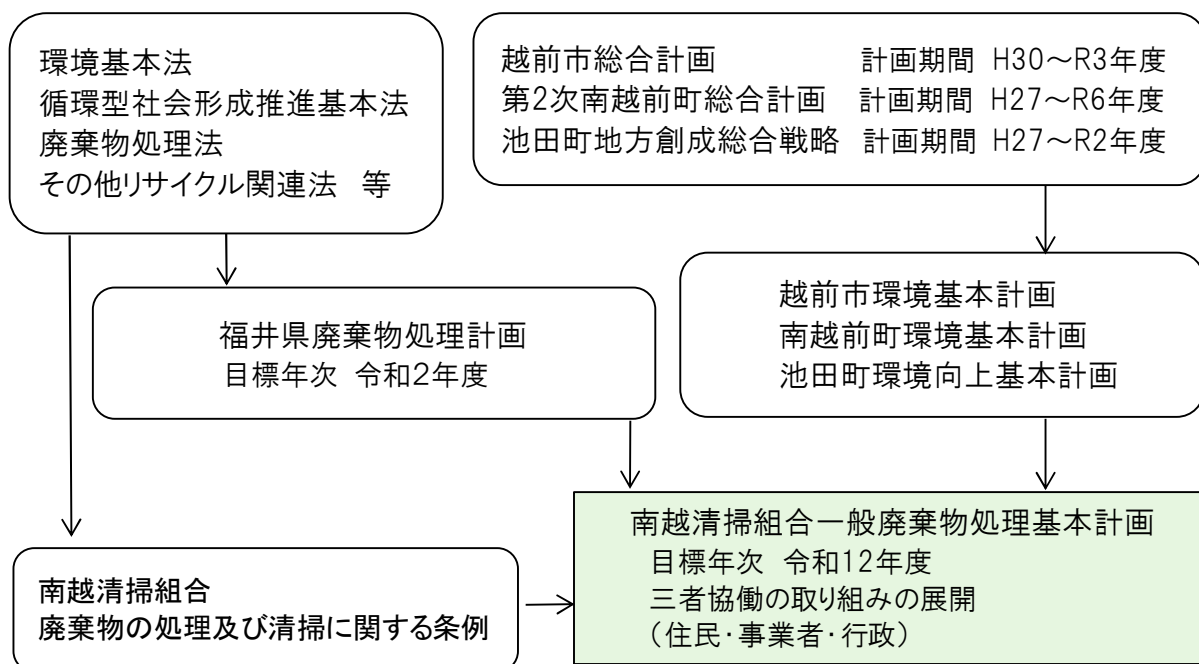 環境基本法
循環型社会形成推進基本法
廃棄物処理法
その他リサイクル関連法　等
越前市総合計画　計画期間 H30～R3年度
第2次南越前町総合計画　計画期間 H27～R6年度
池田町地方創成総合戦略　計画期間 H27～R2年度
福井県廃棄物処理計画
目標年次 令和2年度
越前市環境基本計画
南越前町環境基本計画
池田町環境向上基本計画
南越清掃組合
廃棄物の処理及び清掃に関する条例
南越清掃組合一般廃棄物処理基本計画
目標年次 令和12年度
三者協働の取り組みの展開
（住民・事業者・行政）